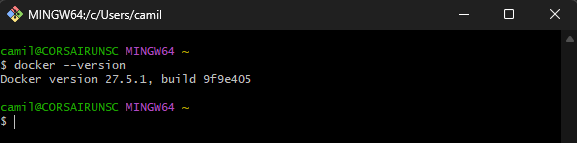 MINGW64:/c/Users/camil
camil@CORSAIRUNSC MINGW64 ~
$ docker --version
Docker version 27.5.1, build 9f9e405
camil@CORSAIRUNSC MINGW64 ~
$